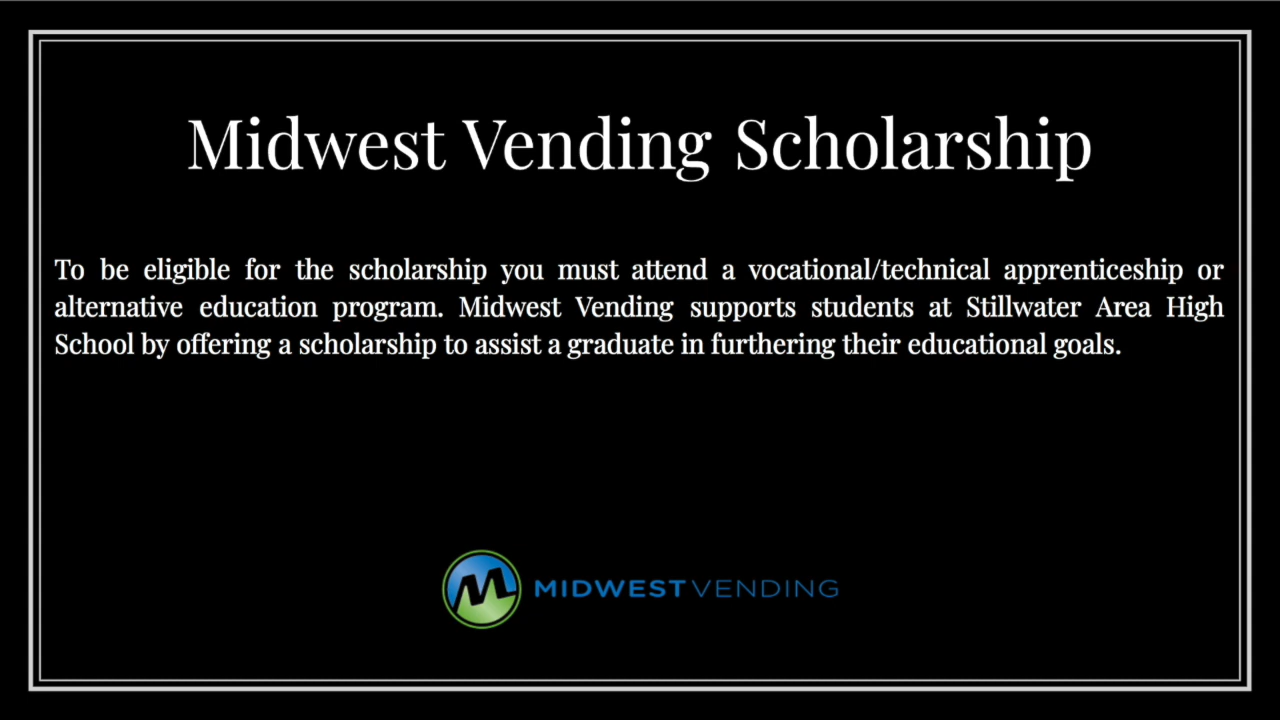 Midwest Vending Scholarship
To be eligible for the scholarship you must attend a vocational/technical apprenticeship or
alternative education program. Midwest Vending supports students at Stillwater Area High
School by offering a scholarship to assist a graduate in furthering their educational goals.
M MIDWEST VENDING